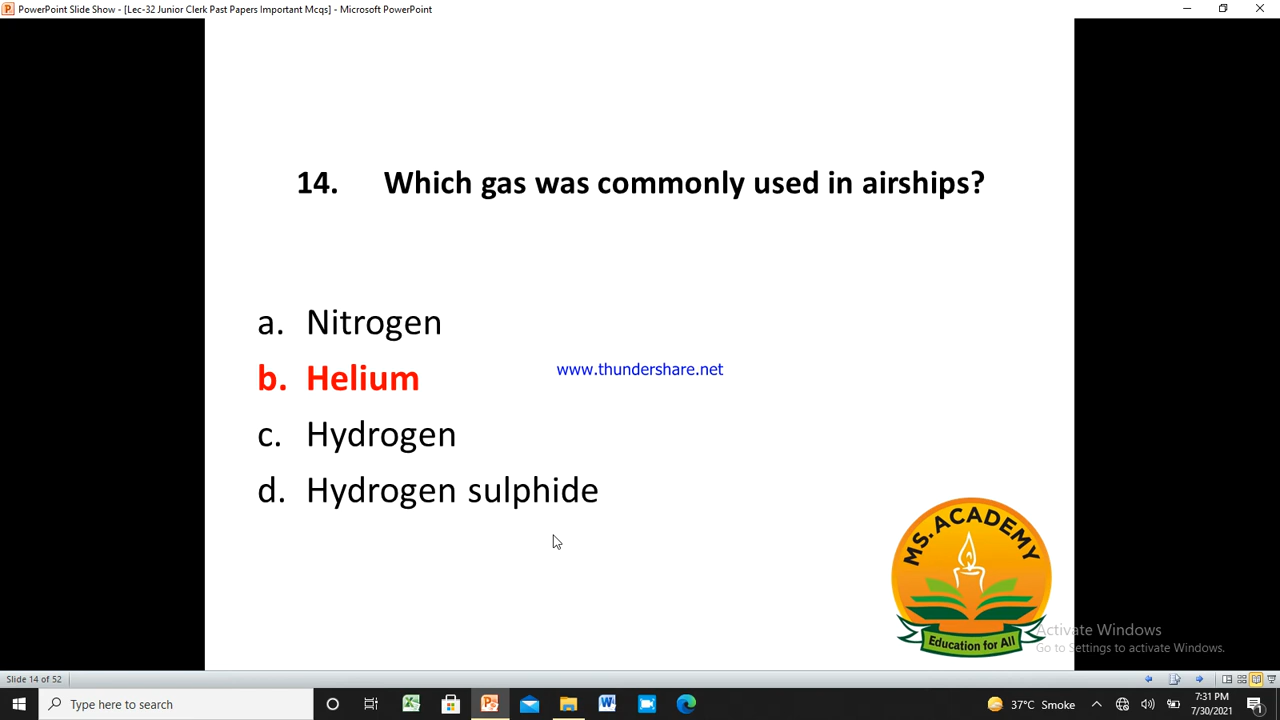 PowerPoint Slide Show - [Lec-32 Junior Clerk Past Papers Important Mcqs] - Microsoft PowerPoint
14. Which gas was commonly used in airships?
a. Nitrogen
b. Helium
www.thundershare.net
c. Hydrogen
d. Hydrogen sulphide
MS.ACADEMY
Education for All
Activate Windows
Go to Settings to activate Windows.
Slide 14 of 52
Type here to search
37°C Smoke
7:31 PM
7/30/2021
1